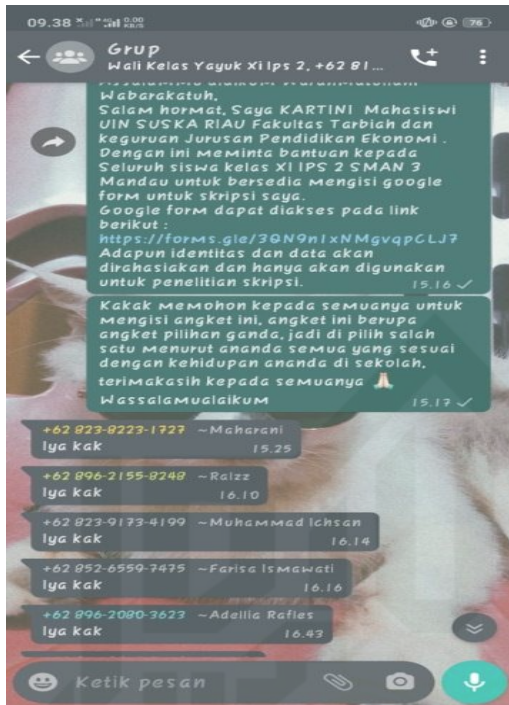 09.38
0.00
KB/S
76
Grup
Wali Kelas Yayuk Xi Ips 2, +62 81...
Wabarakatuh,
Salam hormat, Saya KARTINI Mahasiswi
UIN SUSKA RIAU Fakultas Tarbiah dan
keguruan Jurusan Pendidikan Ekonomi .
Dengan ini meminta bantuan kepada
Seluruh siswa kelas XI IPS 2 SMAN 3
Mandau untuk bersedia mengisi google
form untuk skripsi saya.
Google form dapat diakses pada link
berikut :
https://forms.gle/3QN9n1xNMgvqpCLJ7
Adapun identitas dan data akan
dirahasiakan dan hanya akan digunakan
untuk penelitian skripsi. 15.16
Kakak memohon kepada semuanya untuk
mengisi angket ini, angket ini berupa
angket pilihan ganda, jadi di pilih salah
satu menurut ananda semua yang sesuai
dengan kehidupan ananda di sekolah,
terimakasih kepada semuanya 🙏🏻
Wassalamualaikum 15.17
+62 823-8223-1727 ~Maharani
Iya kak 15.25
+62 896-2155-8248 ~Raizz
Iya kak 16.10
+62 823-9173-4199 ~Muhammad Ichsan
Iya kak 16.14
+62 852-6559-7475 ~Farisa Ismawati
Iya kak 16.16
+62 896-2080-3623 ~Adellia Rafles
Iya kak 16.43
Ketik pesan